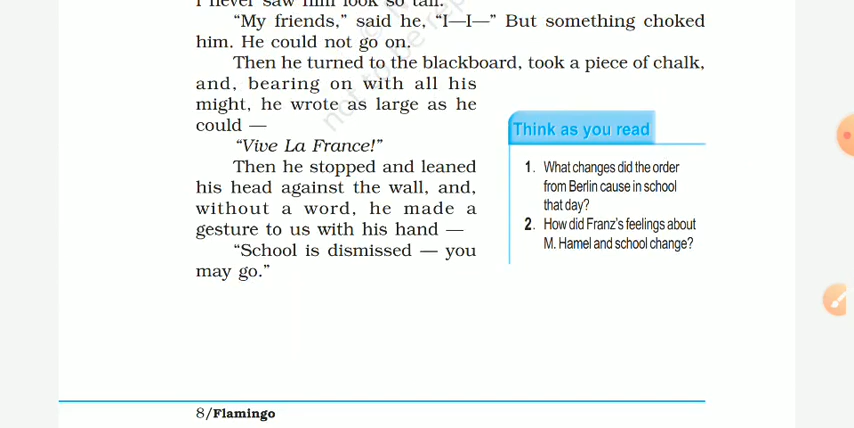 I never saw him look so tall.
“My friends,” said he, “I—I—” But something choked
him. He could not go on.
Then he turned to the blackboard, took a piece of chalk,
and, bearing on with all his
might, he wrote as large as he
could —
“Vive La France!”
Then he stopped and leaned
his head against the wall, and,
without a word, he made a
gesture to us with his hand —
“School is dismissed — you
may go.”
Think as you read
1. What changes did the order
from Berlin cause in school
that day?
2. How did Franz’s feelings about
M. Hamel and school change?
not to be rep
8/Flamingo